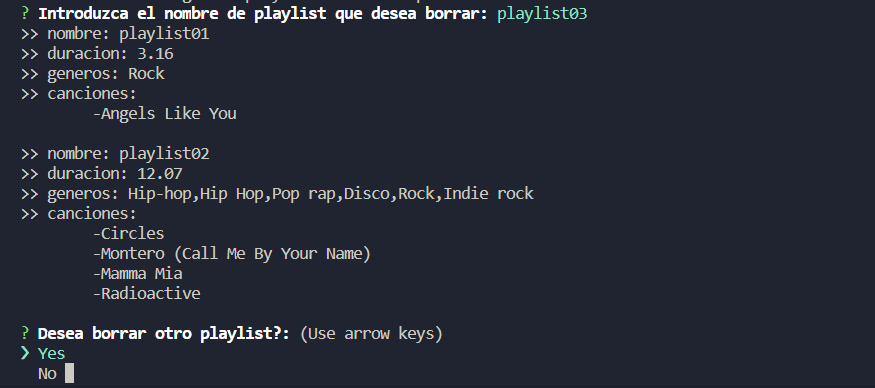 ? Introduzca el nombre de playlist que desea borrar: playlist03
>> nombre: playlist01
>> duracion: 3.16
>> generos: Rock
>> canciones:
-Angels Like You
>> nombre: playlist02
>> duracion: 12.07
>> generos: Hip-hop,Hip Hop,Pop rap,Disco,Rock,Indie rock
>> canciones:
-Circles
-Montero (Call Me By Your Name)
-Mamma Mia
-Radioactive
? Desea borrar otro playlist?: (Use arrow keys)
❯ Yes
No